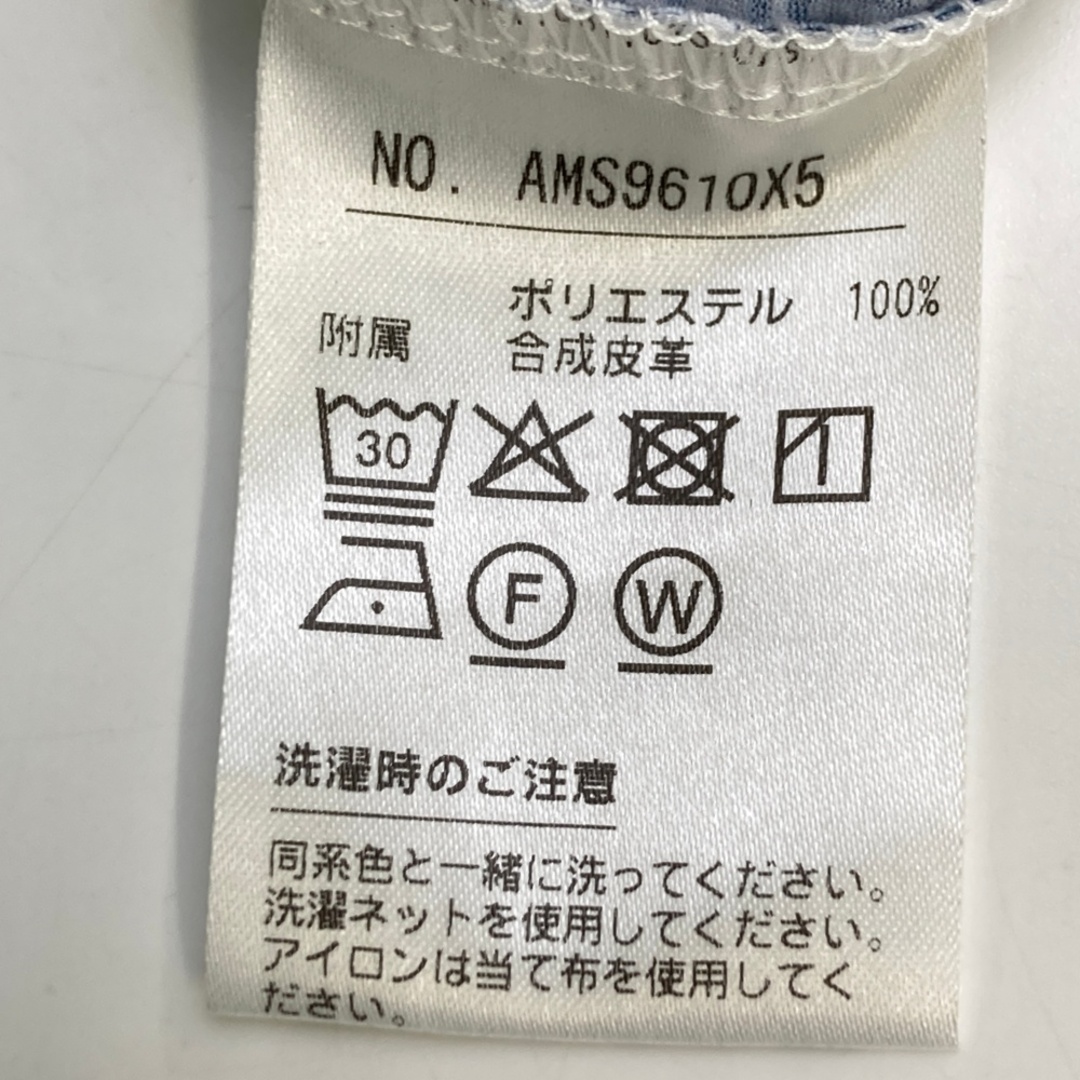 NO. AMS9610X5
ポリエステル 100%
附属 合成皮革
30
F W
洗濯時のご注意
同系色と一緒に洗ってください。
洗濯ネットを使用してください。
アイロンは当て布を使用してく
ださい。